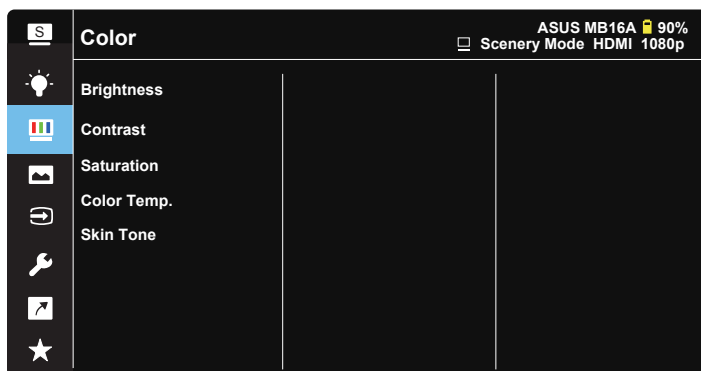 S
Color
ASUS MB16A 90%
Scenery Mode HDMI 1080p
Brightness
Contrast
Saturation
Color Temp.
Skin Tone